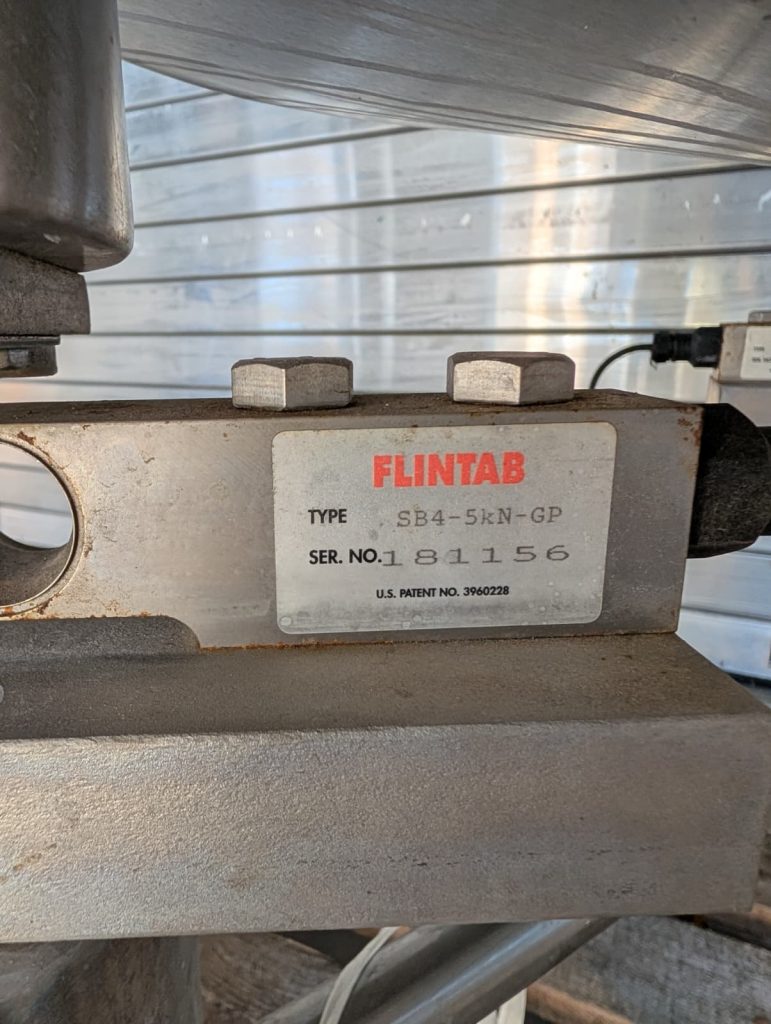 FLINTAB
TYPE SB4-5kN-GP
SER. NO. 181156
U.S. PATENT NO. 3960228